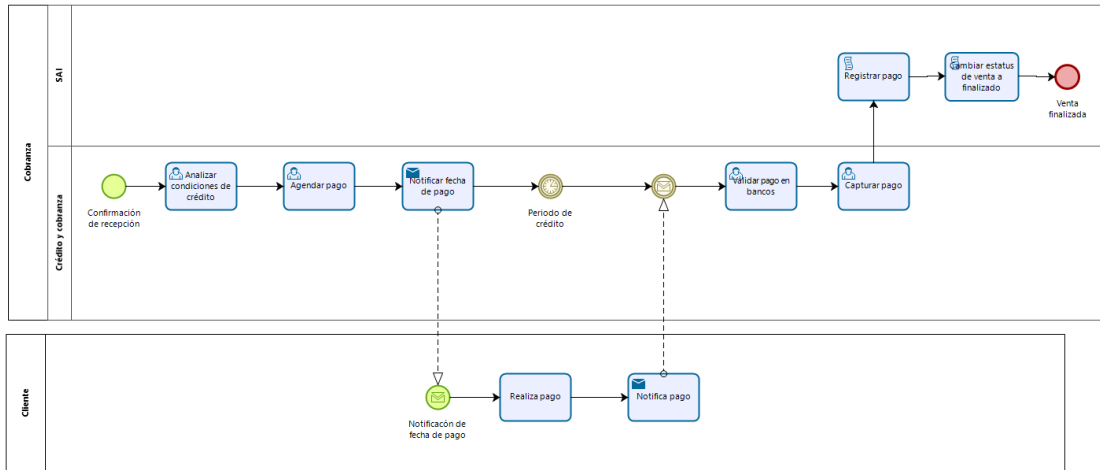 Cobranza
SAI
Registrar pago
Cambiar estatus
de venta a
finalizado
Venta
finalizada
Crédito y cobranza
Confirmación
de recepción
Analizar
condiciones de
crédito
Agendar pago
Notificar fecha
de pago
Periodo de
crédito
Validar pago en
bancos
Capturar pago
Cliente
Notificacón de
fecha de pago
Realiza pago
Notifica pago